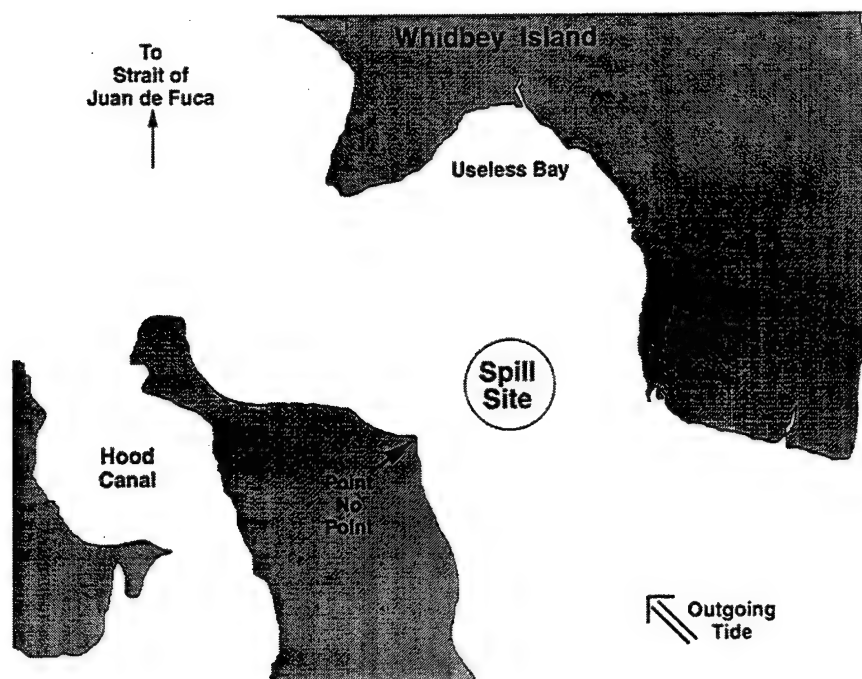 Whidbey Island
To
Strait of
Juan de Fuca
Useless Bay
Spill
Site
Hood
Canal
Point
No
Point
Outgoing
Tide